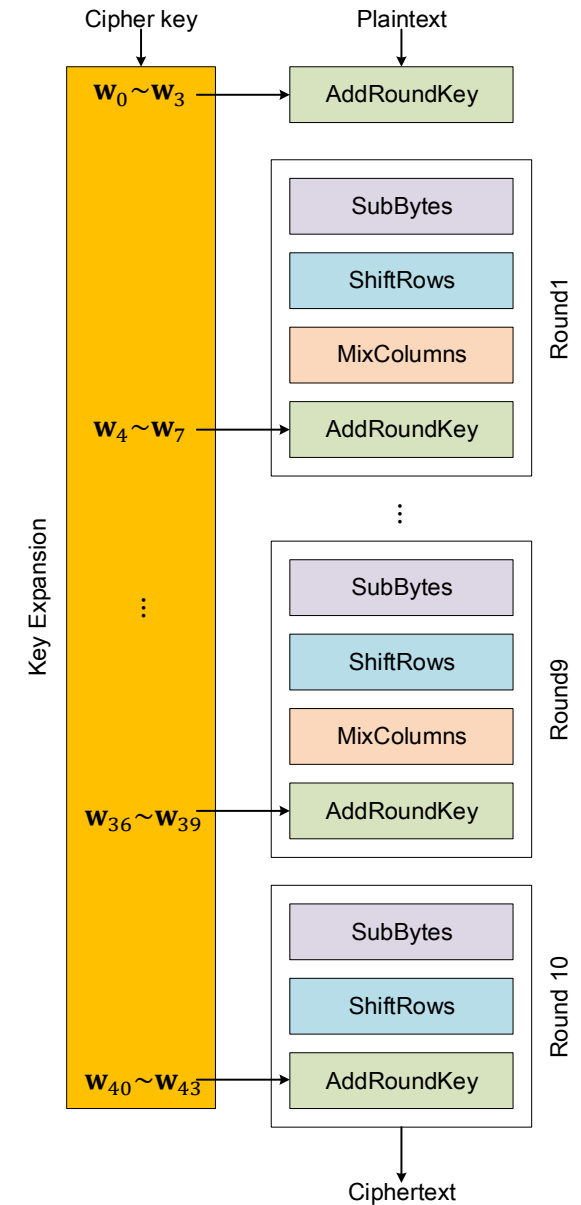 Cipher key
Plaintext
w₀~w₃
AddRoundKey
SubBytes
ShiftRows
MixColumns
w₄~w₇
AddRoundKey
Round1
⋮
Key Expansion
⋮
SubBytes
ShiftRows
MixColumns
w₃₆~w₃₉
AddRoundKey
Round9
SubBytes
ShiftRows
w₄₀~w₄₃
AddRoundKey
Round 10
Ciphertext